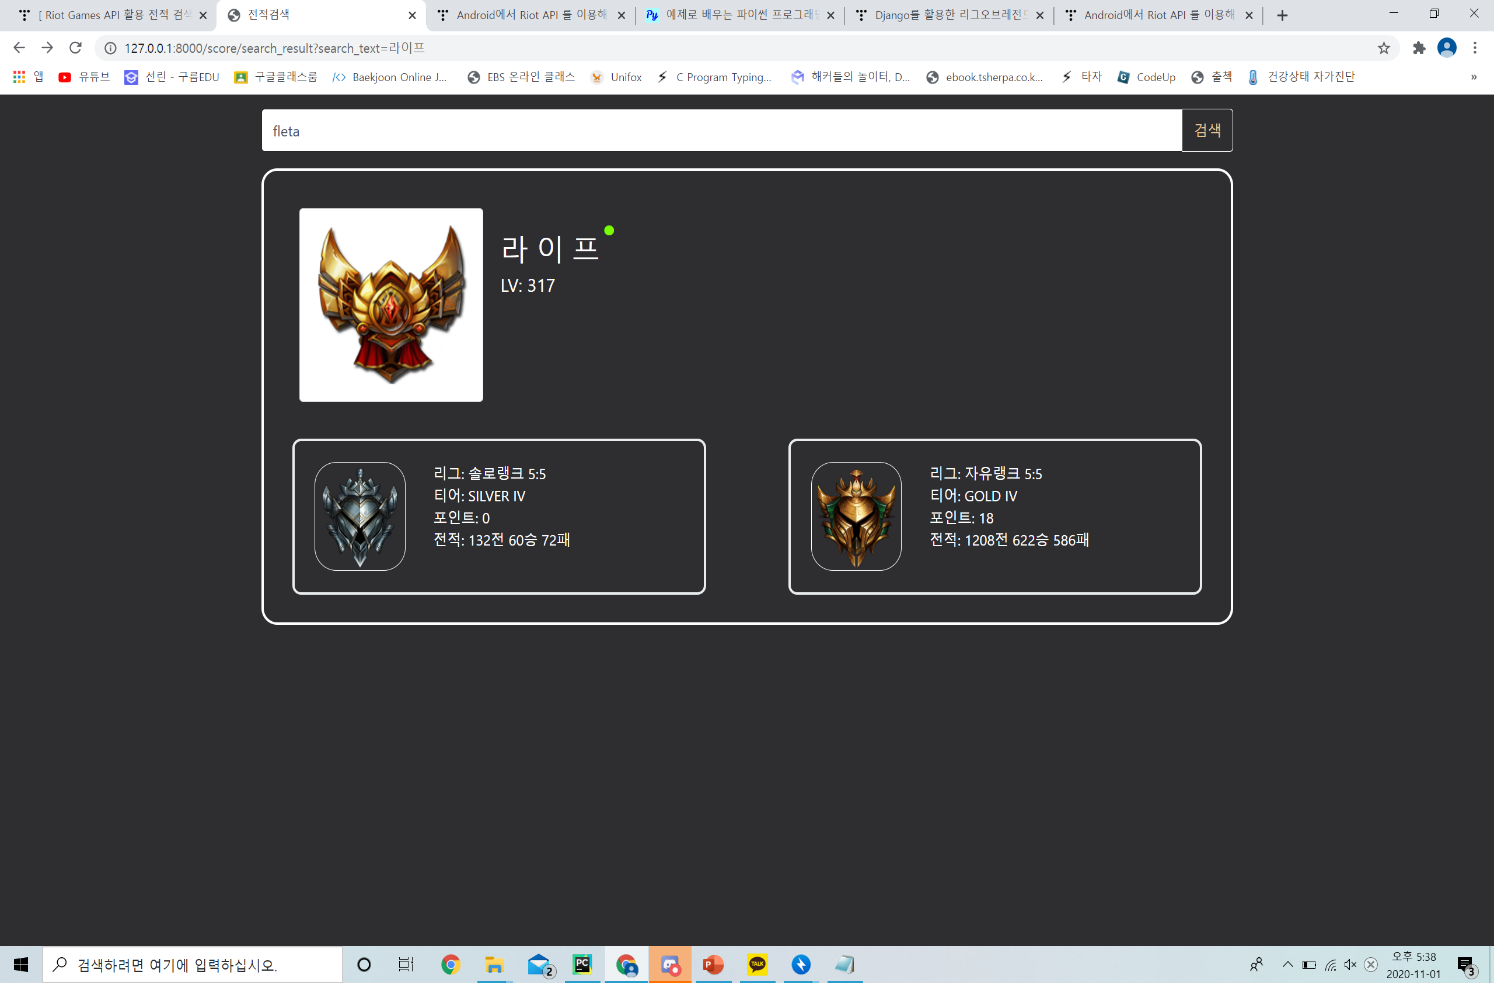 [ Riot Games API 활용 전적 검색
전적검색
Android에서 Riot API 를 이용해
예제로 배우는 파이썬 프로그래밍
Django를 활용한 리그오브레전드
Android에서 Riot API 를 이용해
127.0.0.1:8000/score/search_result?search_text=라이프
앱
유튜브
선린 - 구름EDU
구글클래스룸
Baekjoon Online J...
EBS 온라인 클래스
Unifox
C Program Typing...
해커들의 놀이터, D...
ebook.tsherpa.co.k...
타자
CodeUp
출첵
건강상태 자가진단
»
fleta
검색
라 이 프
LV: 317
리그: 솔로랭크 5:5
티어: SILVER IV
포인트: 0
전적: 132전 60승 72패
리그: 자유랭크 5:5
티어: GOLD IV
포인트: 18
전적: 1208전 622승 586패
검색하려면 여기에 입력하십시오.
2
PC
P
TALK
오후 5:38
2020-11-01
3